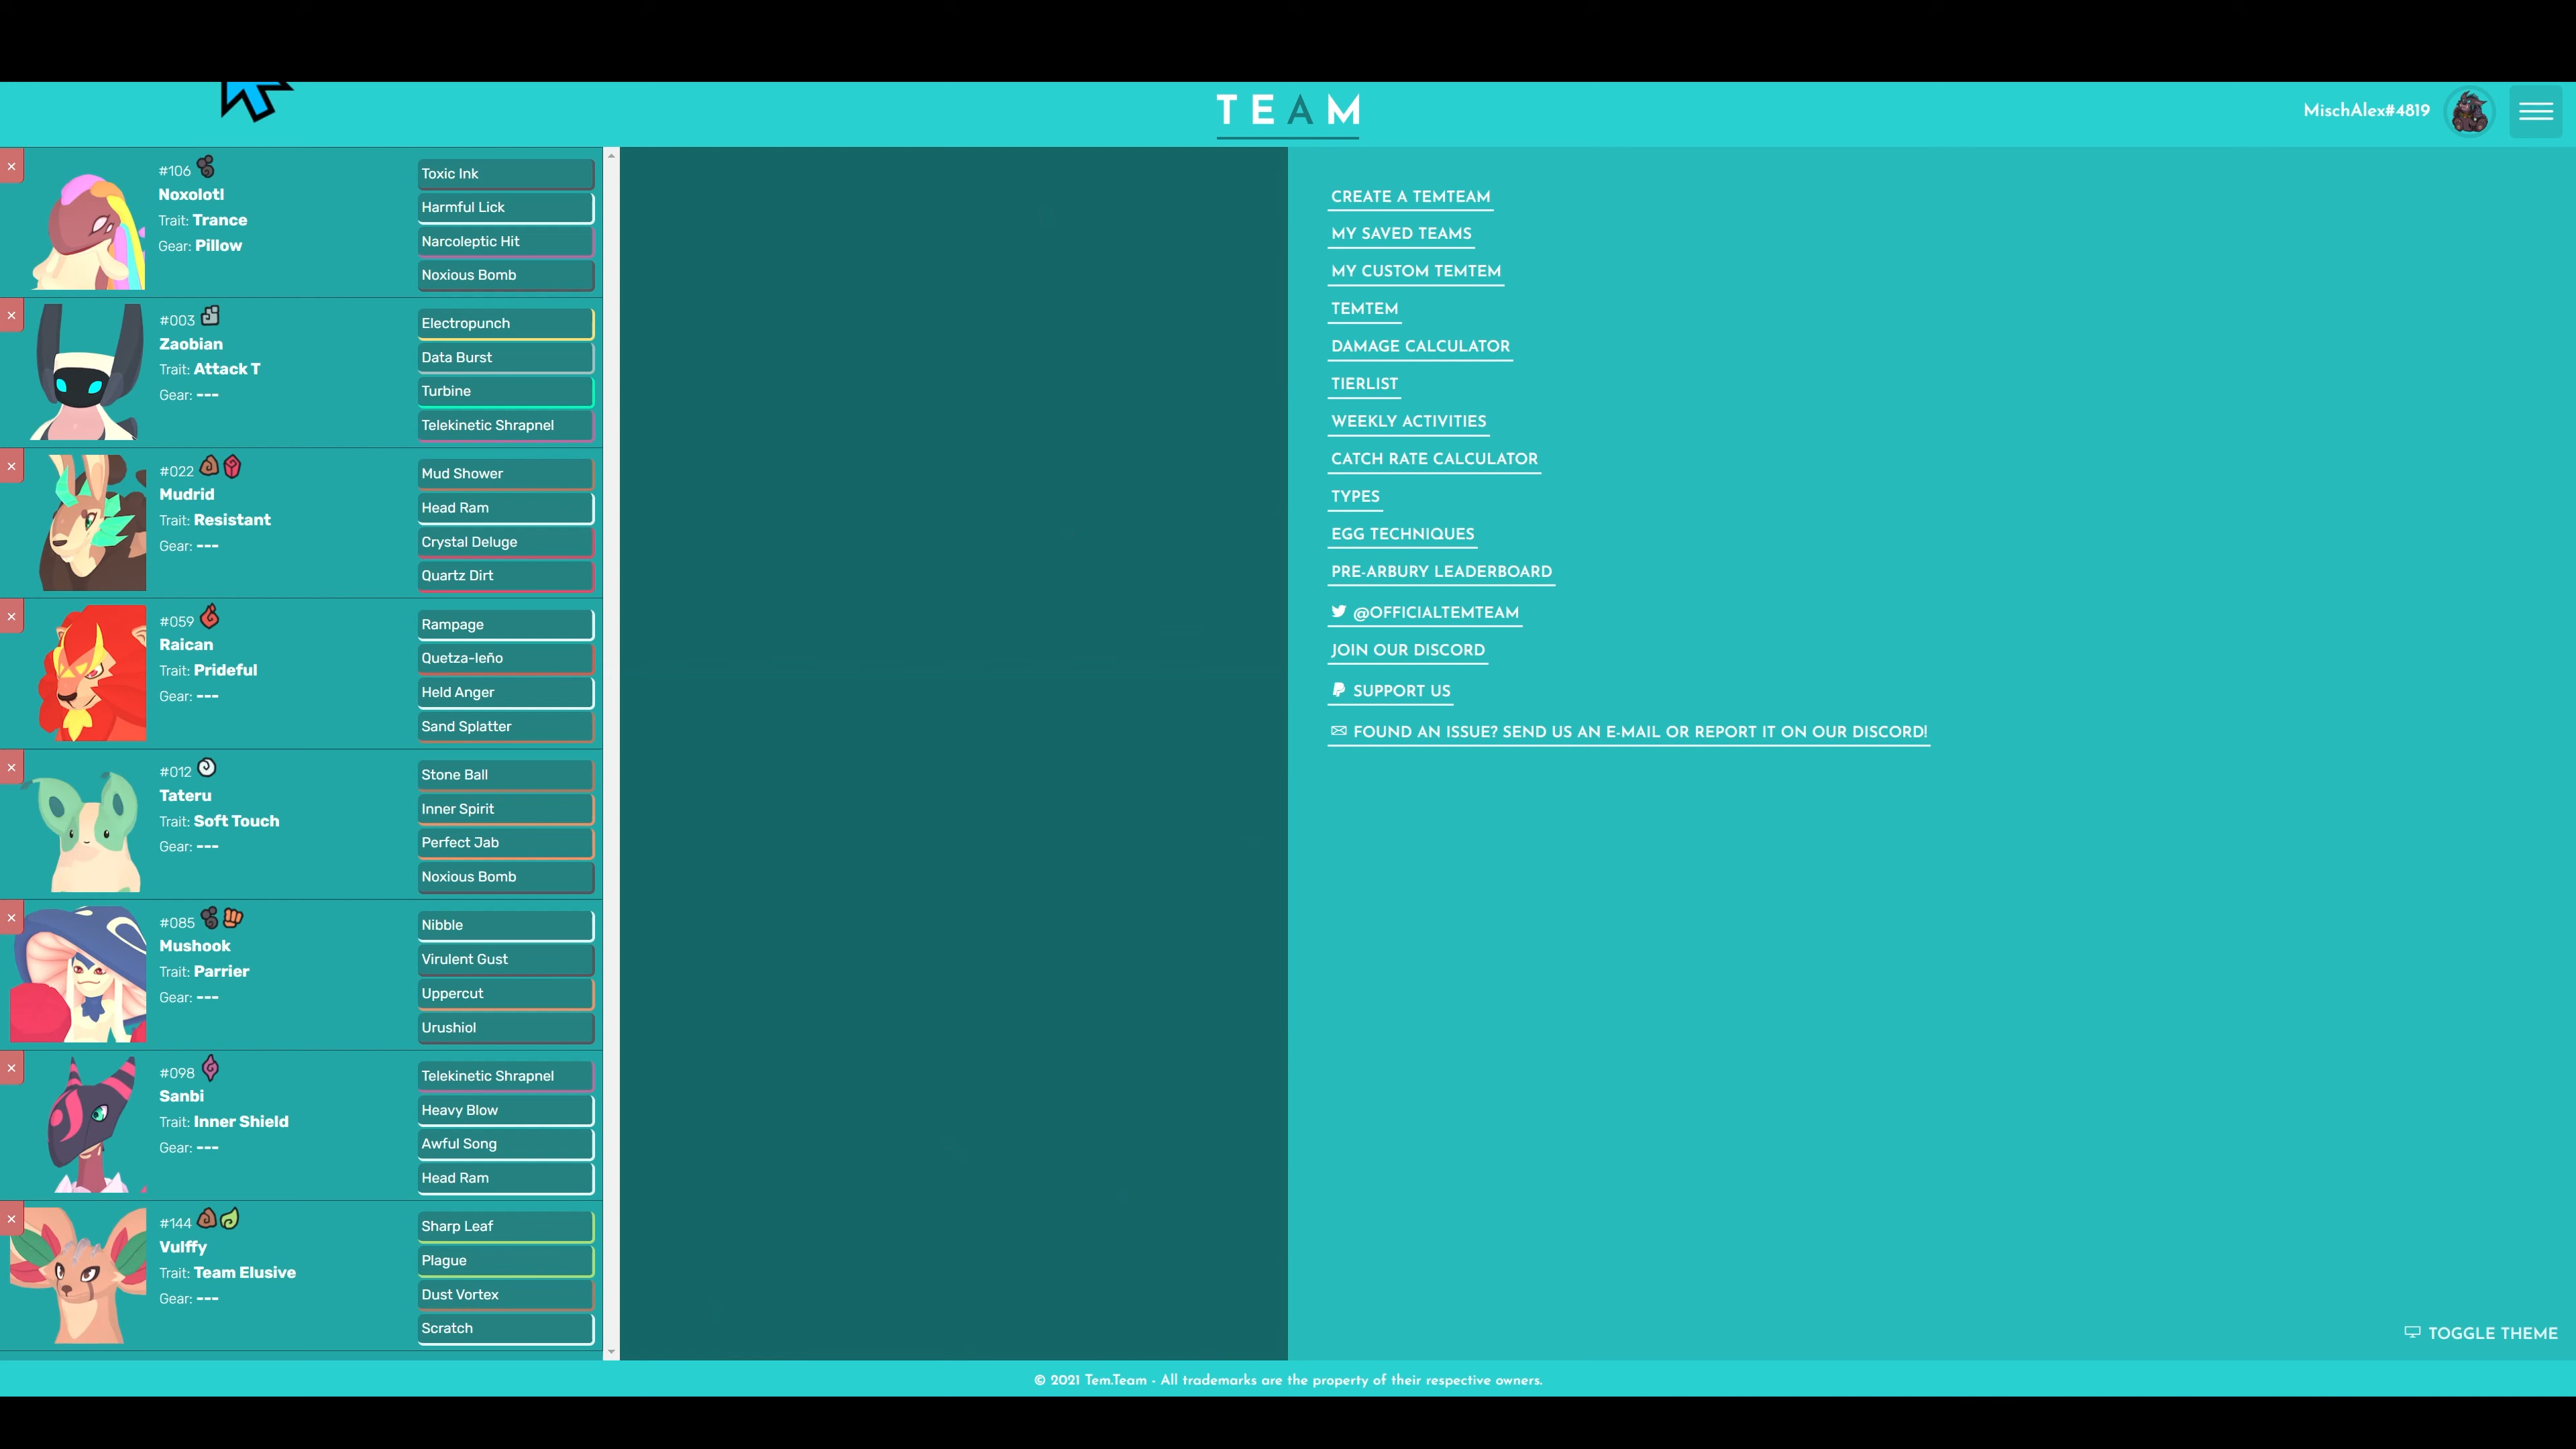 TEAM
MischAlex#4819
×
#106
Noxolotl
Trait: Trance
Gear: Pillow
Toxic Ink
Harmful Lick
Narcoleptic Hit
Noxious Bomb
×
#003
Zaobian
Trait: Attack T
Gear: ---
Electropunch
Data Burst
Turbine
Telekinetic Shrapnel
×
#022
Mudrid
Trait: Resistant
Gear: ---
Mud Shower
Head Ram
Crystal Deluge
Quartz Dirt
×
#059
Raican
Trait: Prideful
Gear: ---
Rampage
Quetza-leño
Held Anger
Sand Splatter
×
#012
Tateru
Trait: Soft Touch
Gear: ---
Stone Ball
Inner Spirit
Perfect Jab
Noxious Bomb
×
#085
Mushook
Trait: Parrier
Gear: ---
Nibble
Virulent Gust
Uppercut
Urushiol
×
#098
Sanbi
Trait: Inner Shield
Gear: ---
Telekinetic Shrapnel
Heavy Blow
Awful Song
Head Ram
×
#144
Vulffy
Trait: Team Elusive
Gear: ---
Sharp Leaf
Plague
Dust Vortex
Scratch
CREATE A TEMTEAM
MY SAVED TEAMS
MY CUSTOM TEMTEM
TEMTEM
DAMAGE CALCULATOR
TIERLIST
WEEKLY ACTIVITIES
CATCH RATE CALCULATOR
TYPES
EGG TECHNIQUES
PRE-ARBURY LEADERBOARD
@OFFICIALTEMTEAM
JOIN OUR DISCORD
SUPPORT US
FOUND AN ISSUE? SEND US AN E-MAIL OR REPORT IT ON OUR DISCORD!
TOGGLE THEME
© 2021 Tem.Team - All trademarks are the property of their respective owners.